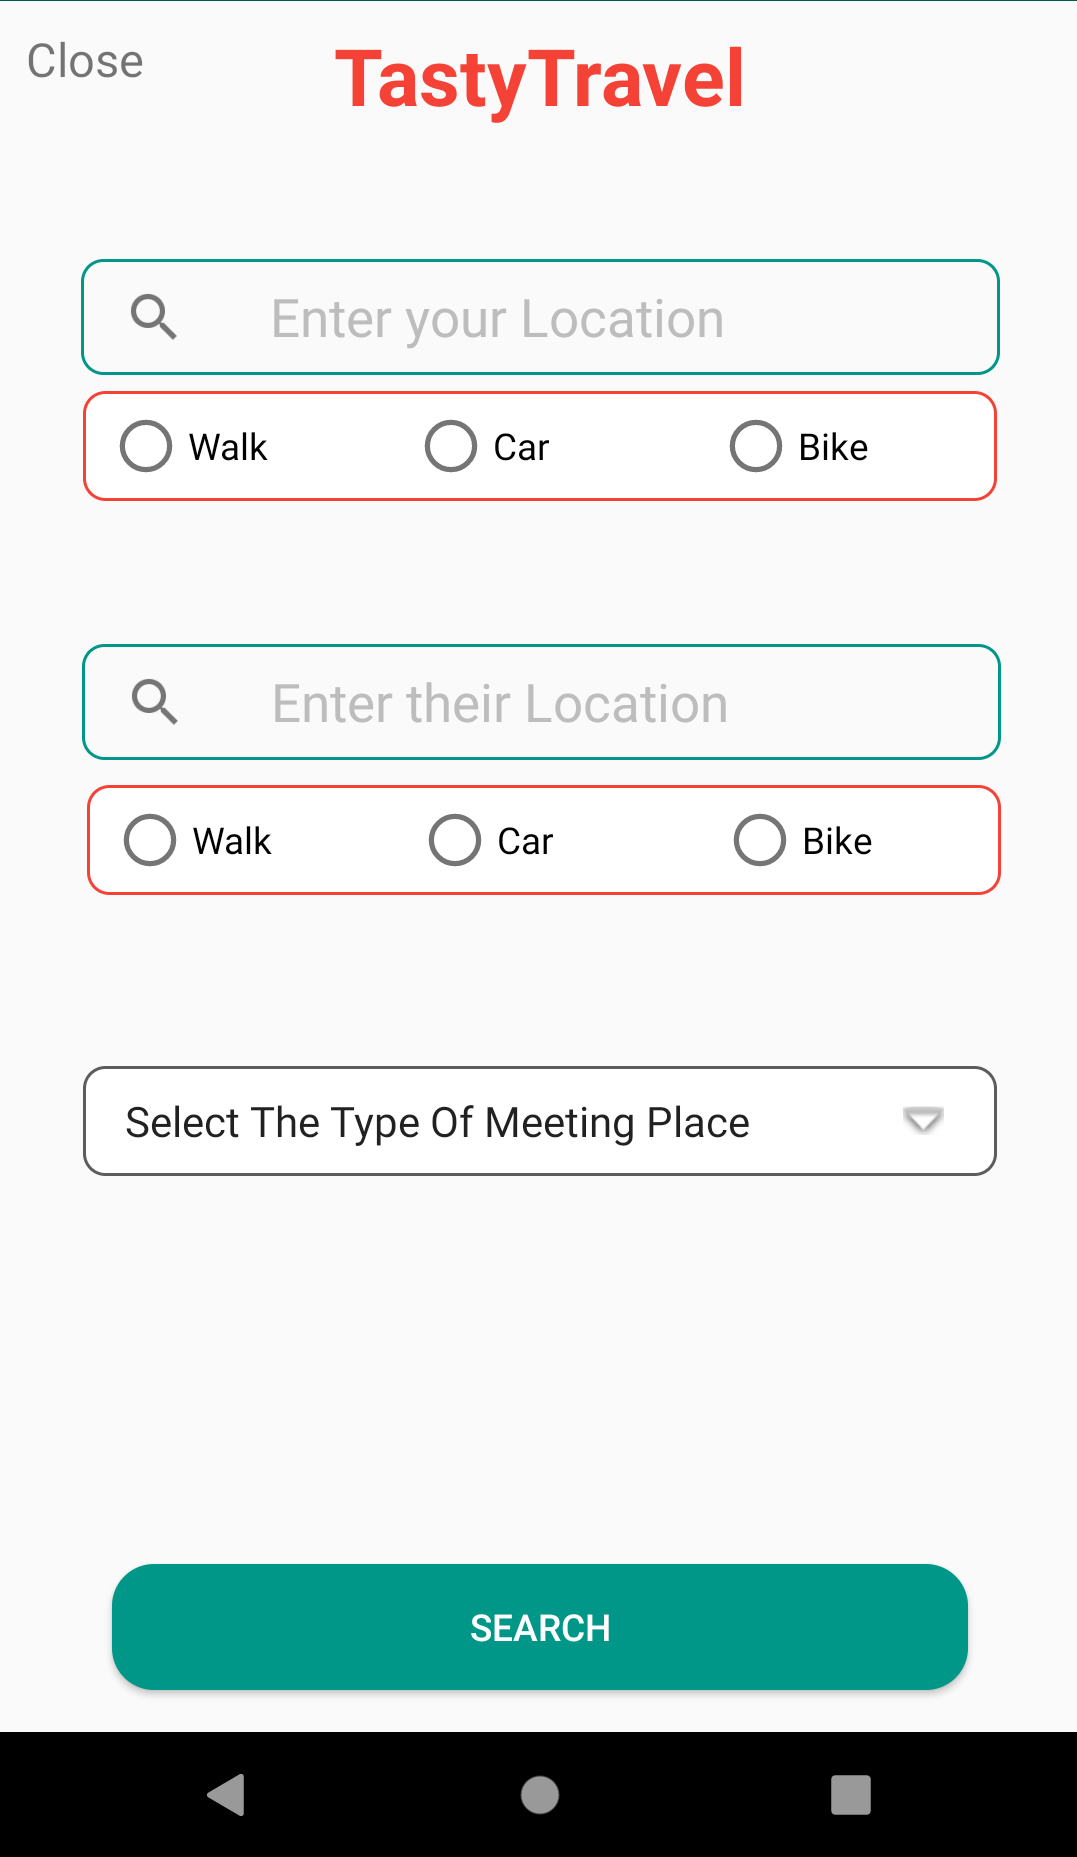 Close
TastyTravel
Enter your Location
Walk Car Bike
Enter their Location
Walk Car Bike
Select The Type Of Meeting Place
SEARCH